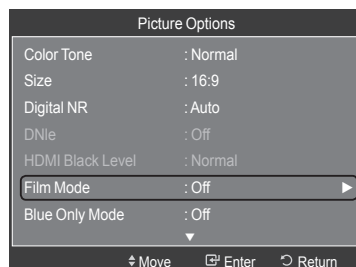 Picture Options
Color Tone : Normal
Size : 16:9
Digital NR : Auto
DNIe : Off
HDMI Black Level : Normal
Film Mode : Off
Blue Only Mode : Off
Move Enter Return